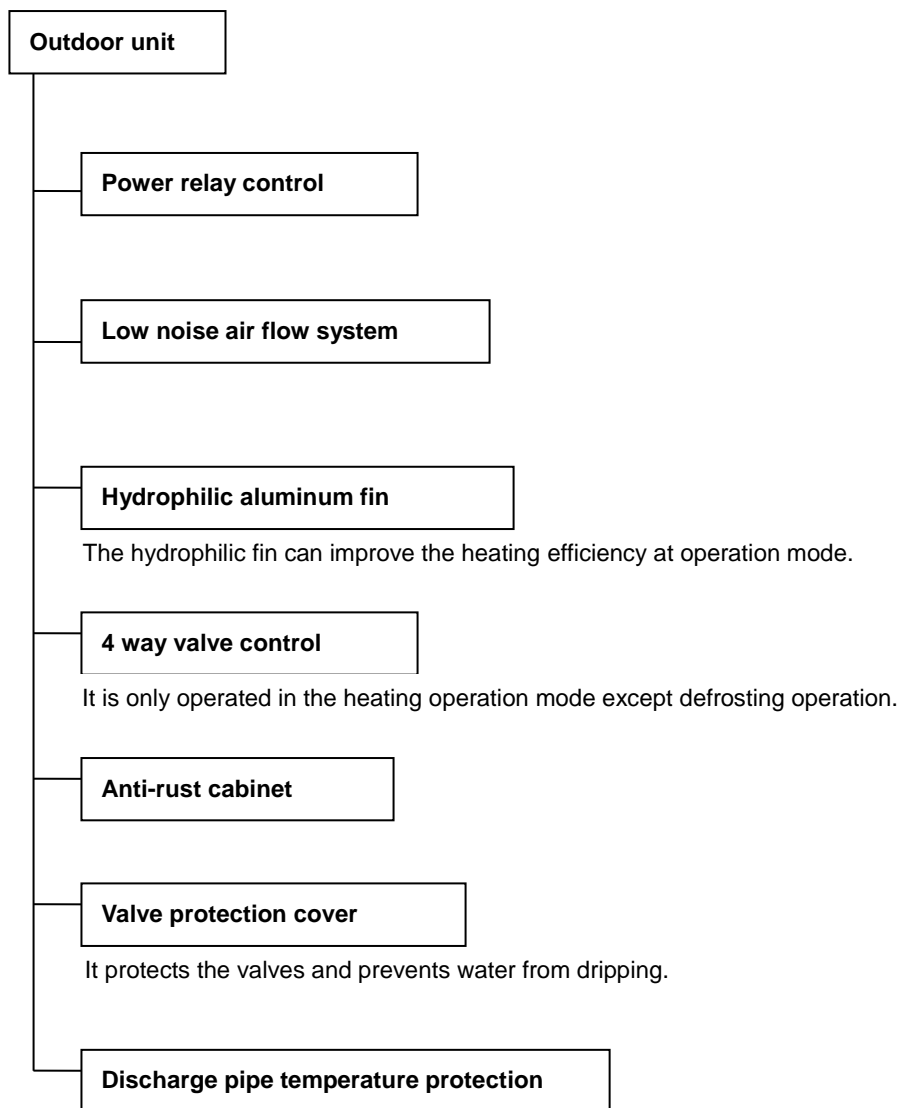 Outdoor unit
Power relay control
Low noise air flow system
Hydrophilic aluminum fin
The hydrophilic fin can improve the heating efficiency at operation mode.
4 way valve control
It is only operated in the heating operation mode except defrosting operation.
Anti-rust cabinet
Valve protection cover
It protects the valves and prevents water from dripping.
Discharge pipe temperature protection